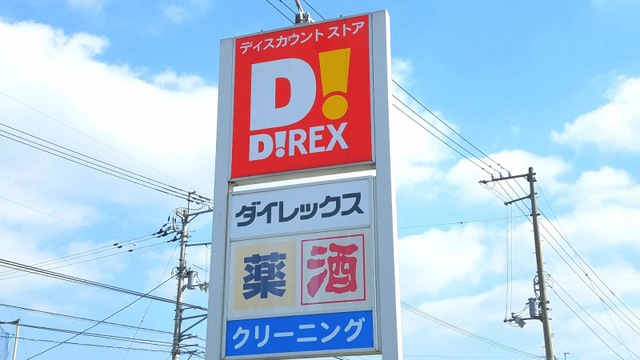 ディスカウント ストア
D!
D!REX
ダイレックス
薬 酒
クリーニング